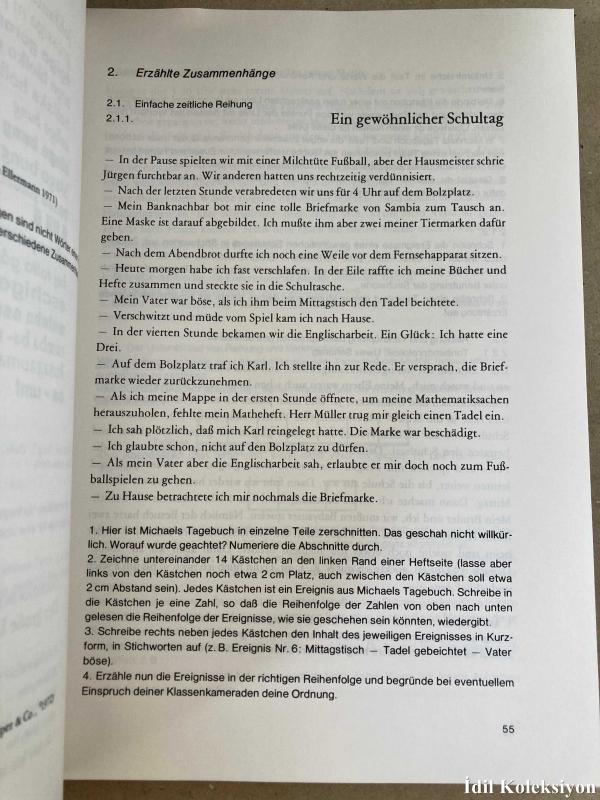 2. Erzählte Zusammenhänge
2.1. Einfache zeitliche Reihung
2.1.1. Ein gewöhnlicher Schultag
— In der Pause spielten wir mit einer Milchtüte Fußball, aber der Hausmeister schrie
Jürgen furchtbar an. Wir anderen hatten uns rechtzeitig verdünnisiert.
— Nach der letzten Stunde verabredeten wir uns für 4 Uhr auf dem Bolzplatz.
— Mein Banknachbar bot mir eine tolle Briefmarke von Sambia zum Tausch an.
Eine Maske ist darauf abgebildet. Ich mußte ihm aber zwei meiner Tiermarken dafür
geben.
— Nach dem Abendbrot durfte ich noch eine Weile vor dem Fernsehapparat sitzen.
— Heute morgen habe ich fast verschlafen. In der Eile raffte ich meine Bücher und
Hefte zusammen und steckte sie in die Schultasche.
— Mein Vater war böse, als ich ihm beim Mittagstisch den Tadel beichtete.
— Verschwitzt und müde vom Spiel kam ich nach Hause.
— In der vierten Stunde bekamen wir die Englischarbeit. Ein Glück: Ich hatte eine
Drei.
— Auf dem Bolzplatz traf ich Karl. Ich stellte ihn zur Rede. Er versprach, die Brief-
marke wieder zurückzunehmen.
— Als ich meine Mappe in der ersten Stunde öffnete, um meine Mathematiksachen
herauszuholen, fehlte mein Matheheft. Herr Müller trug mir gleich einen Tadel ein.
— Ich sah plötzlich, daß mich Karl reingelegt hatte. Die Marke war beschädigt.
— Ich glaubte schon, nicht auf den Bolzplatz zu dürfen.
— Als mein Vater aber die Englischarbeit sah, erlaubte er mir doch noch zum Fuß-
ballspielen zu gehen.
— Zu Hause betrachtete ich mir nochmals die Briefmarke.
1. Hier ist Michaels Tagebuch in einzelne Teile zerschnitten. Das geschah nicht willkür-
lich. Worauf wurde geachtet? Numeriere die Abschnitte durch.
2. Zeichne untereinander 14 Kästchen an den linken Rand einer Heftseite (lasse aber
links von den Kästchen noch etwa 2 cm Platz, auch zwischen den Kästchen soll etwa
2 cm Abstand sein). Jedes Kästchen ist ein Ereignis aus Michaels Tagebuch. Schreibe in
die Kästchen je eine Zahl, so daß die Reihenfolge der Zahlen von oben nach unten
gelesen die Reihenfolge der Ereignisse, wie sie geschehen sein könnten, wiedergibt.
3. Schreibe rechts neben jedes Kästchen den Inhalt des jeweiligen Ereignisses in Kurz-
form, in Stichworten auf (z. B. Ereignis Nr. 6: Mittagstisch — Tadel gebeichtet — Vater
böse).
4. Erzähle nun die Ereignisse in der richtigen Reihenfolge und begründe bei eventuellem
Einspruch deiner Klassenkameraden deine Ordnung.
55
Ellermann 1971)
sind nicht Wörter
& Co., 
İdil Koleksiyon